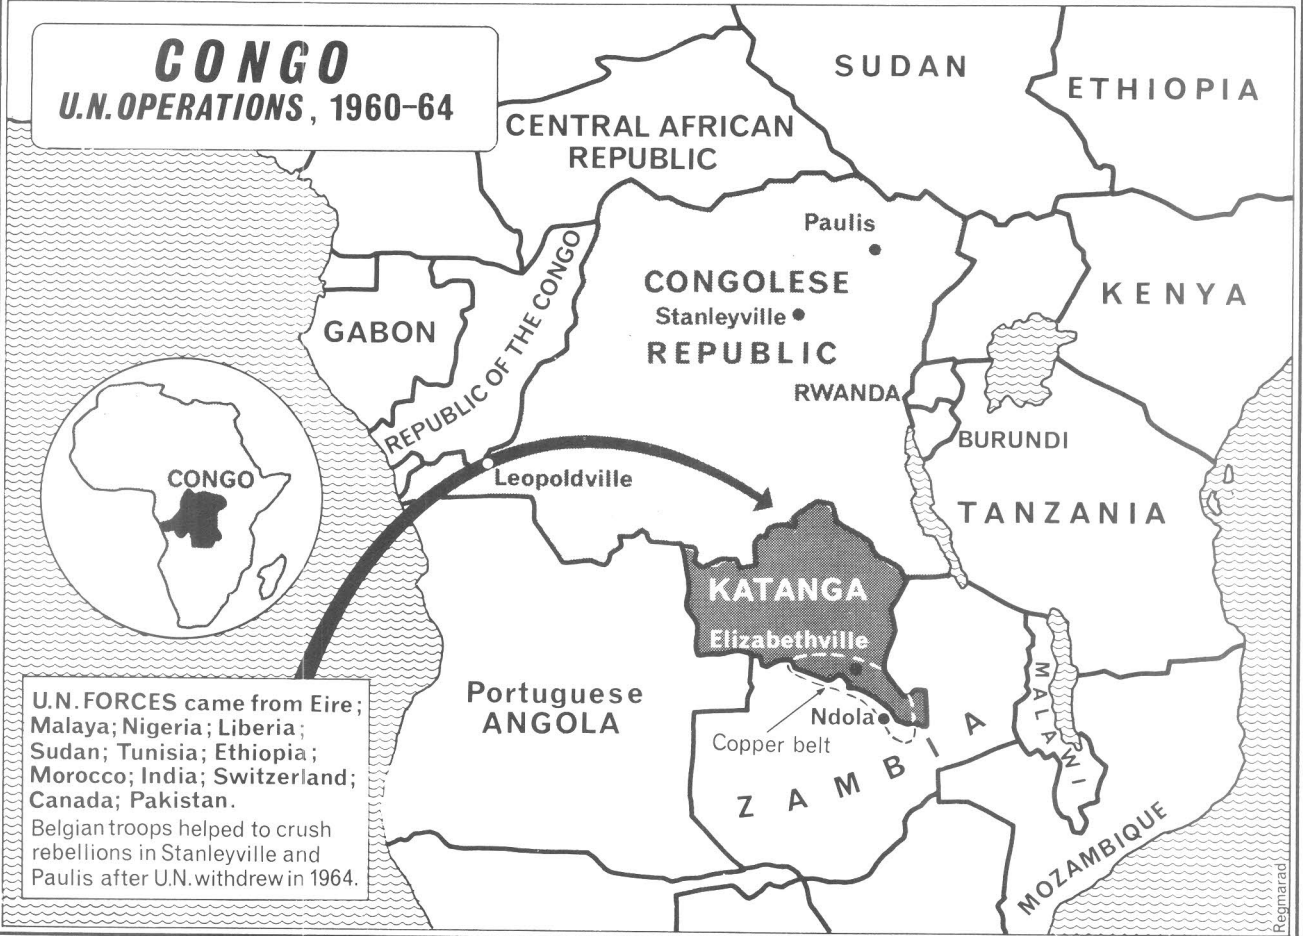 CONGO
U.N. OPERATIONS, 1960–64
SUDAN
ETHIOPIA
CENTRAL AFRICAN
REPUBLIC
Paulis
CONGOLESE
Stanleyville
REPUBLIC
KENYA
GABON
REPUBLIC OF THE CONGO
RWANDA
BURUNDI
CONGO
Leopoldville
TANZANIA
KATANGA
Elizabethville
Portuguese
ANGOLA
Ndola
Copper belt
ZAMBIA
MALAWI
MOZAMBIQUE
U.N. FORCES came from Eire;
Malaya; Nigeria; Liberia;
Sudan; Tunisia; Ethiopia;
Morocco; India; Switzerland;
Canada; Pakistan.
Belgian troops helped to crush
rebellions in Stanleyville and
Paulis after U.N. withdrew in 1964.
Regmarad